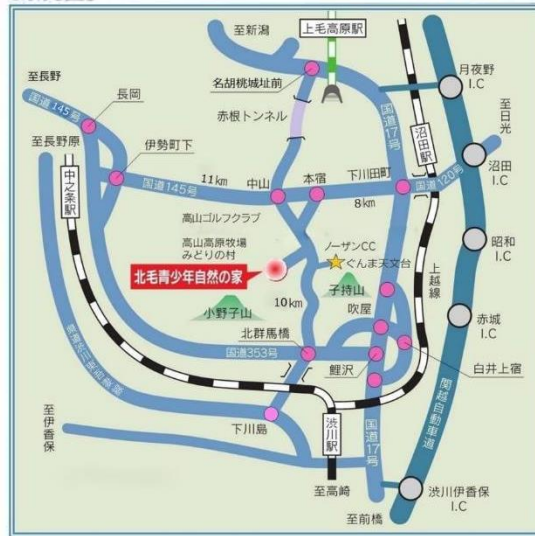 至新潟
上毛高原駅
至長野
国道145号
長岡
名胡桃城址前
月夜野
I.C
至長野原
赤根トンネル
国道17号
沼田駅
至日光
伊勢町下
沼田
I.C
中之条駅
国道145号
11km
中山
本宿
下川田町
8km
国道120号
高山ゴルフクラブ
昭和
I.C
高山高原牧場
みどりの村
ノーザンCC
ぐんま天文台
上越線
北毛青少年自然の家
子持山
小野子山
10km
吹屋
赤城
I.C
北群馬橋
国道353号
鯉沢
白井上宿
関越自動車道
至伊香保
下川島
渋川駅
国道17号
至高崎
至前橋
渋川伊香保
I.C